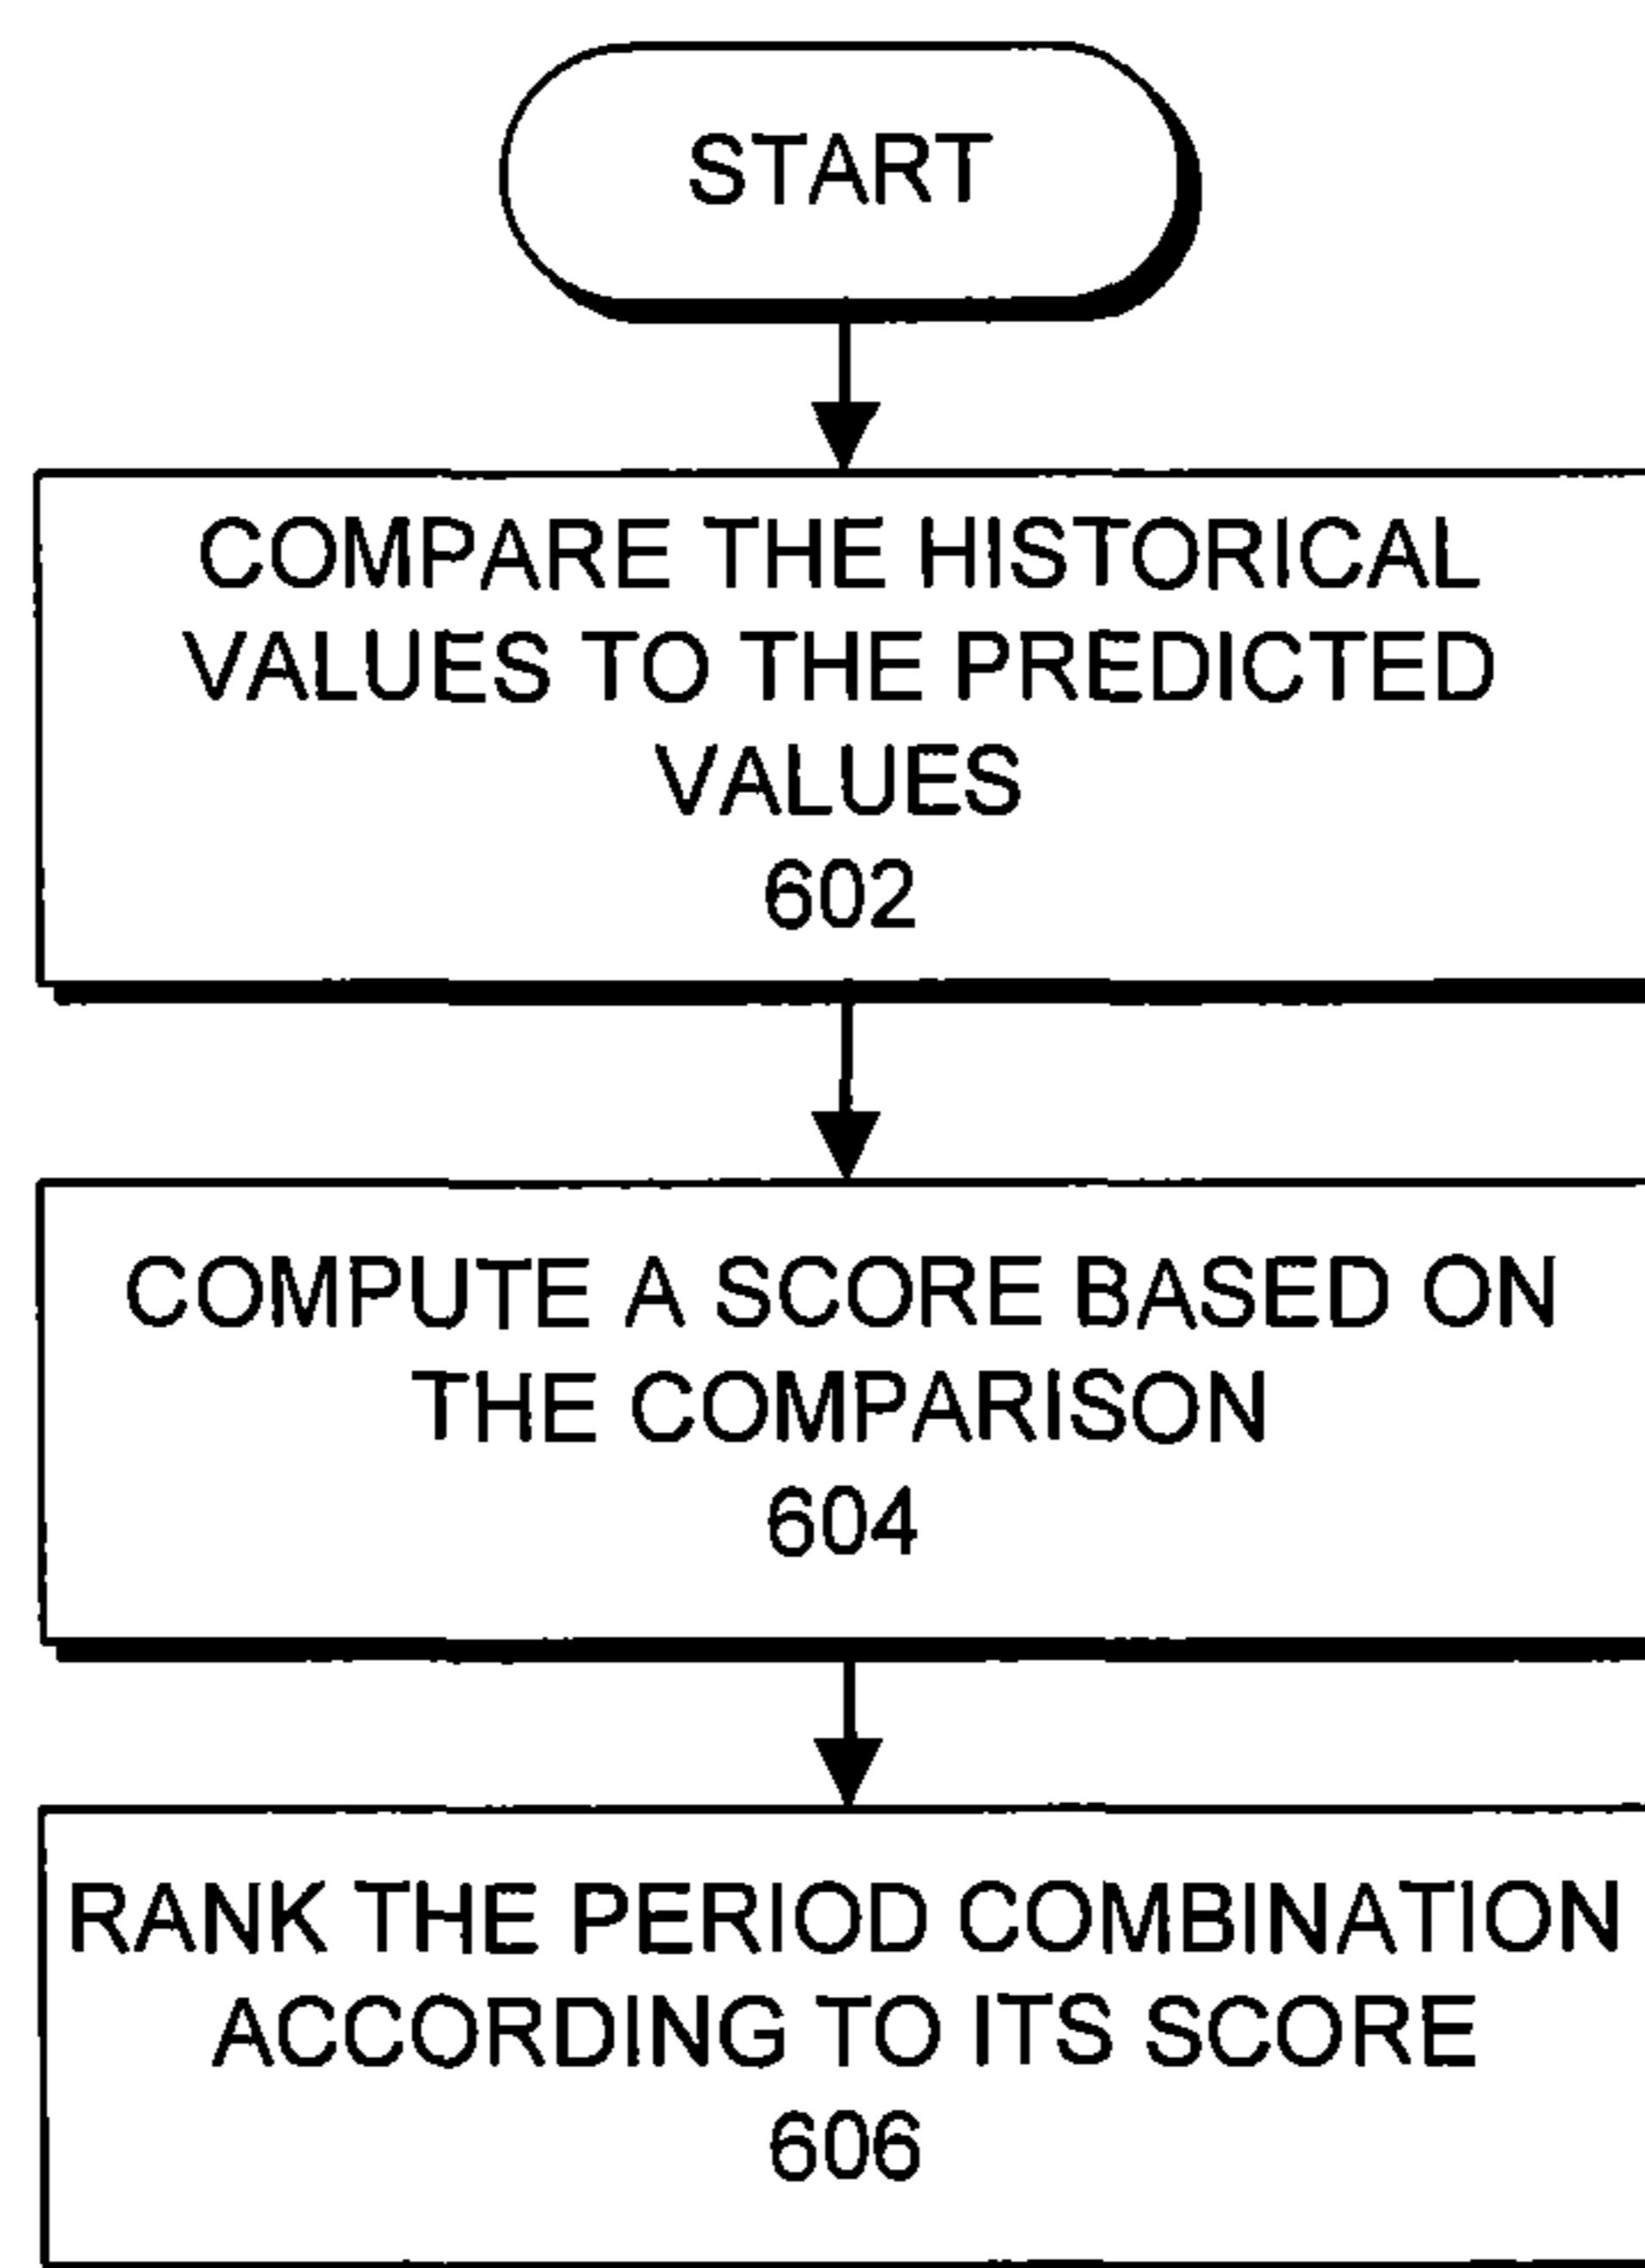 START
COMPARE THE HISTORICAL
VALUES TO THE PREDICTED
VALUES
602
COMPUTE A SCORE BASED ON
THE COMPARISON
604
RANK THE PERIOD COMBINATION
ACCORDING TO ITS SCORE
606